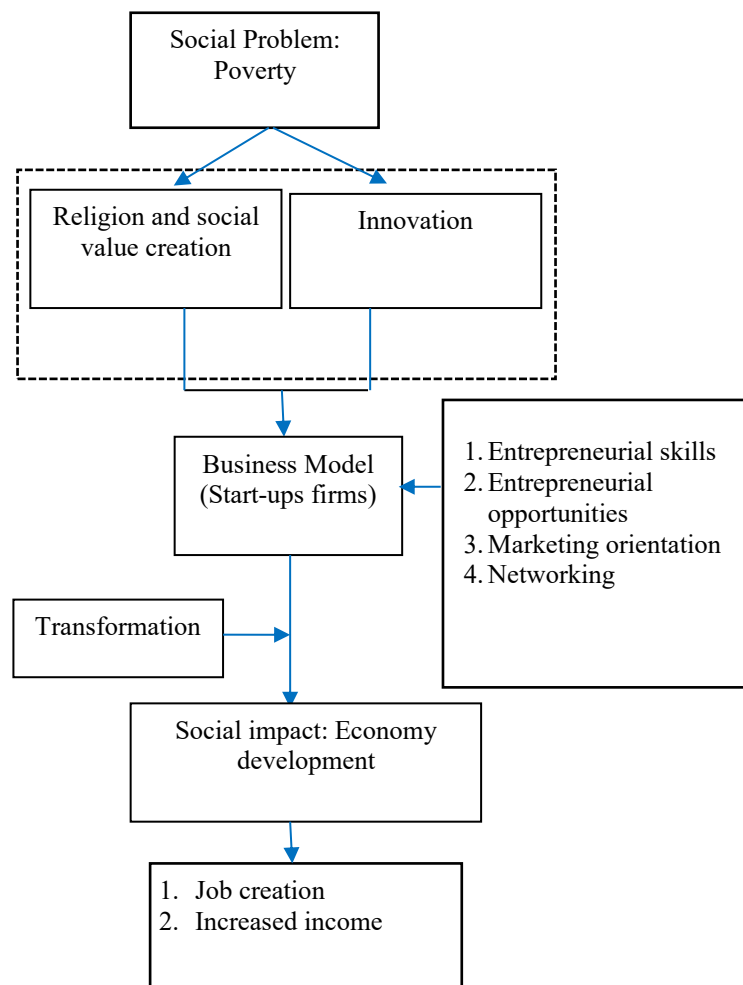 Social Problem:
Poverty
Religion and social
value creation
Innovation
Business Model
(Start-ups firms)
1. Entrepreneurial skills
2. Entrepreneurial
opportunities
3. Marketing orientation
4. Networking
Transformation
Social impact: Economy
development
1. Job creation
2. Increased income